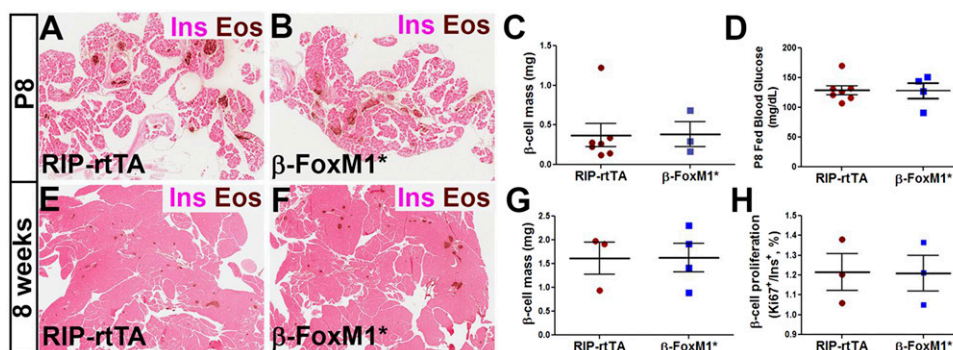 P8
A
Ins Eos
RIP-rtTA
B
Ins Eos
β-FoxM1*
C
β-cell mass (mg)
1.5
1.0
0.5
0.0
RIP-rtTA
β-FoxM1*
D
P8 Fed Blood Glucose
(mg/dL)
200
150
100
50
0
RIP-rtTA
β-FoxM1*
8 weeks
E
Ins Eos
RIP-rtTA
F
Ins Eos
β-FoxM1*
G
β-cell mass (mg)
2.5
2.0
1.5
1.0
0.5
0.0
RIP-rtTA
β-FoxM1*
H
β-cell proliferation
(Ki67⁺/Ins⁺, %)
1.5
1.4
1.3
1.2
1.1
1.0
0.9
RIP-rtTA
β-FoxM1*